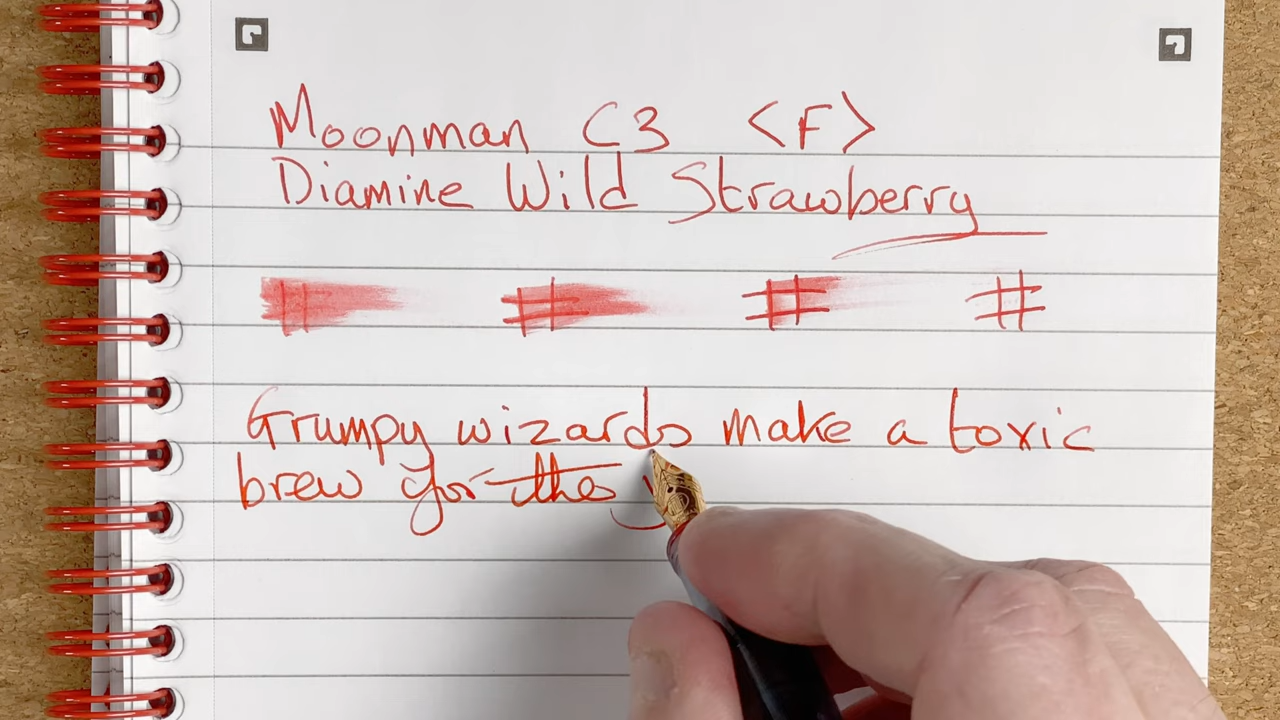 Moonman C3 <F>
Diamine Wild Strawberry
# # # #
Grumpy wizards make a toxic
brew for the